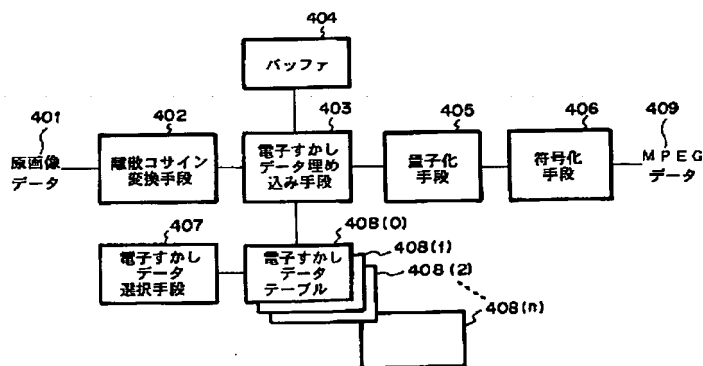 404
バッファ
401
原画像
データ
402
離散コサイン
変換手段
403
電子すかし
データ埋め
込み手段
405
量子化
手段
406
符号化
手段
409
MPEG
データ
407
電子すかし
データ
選択手段
408(0)
電子すかし
データ
テーブル
408(1)
408(2)
408(n)